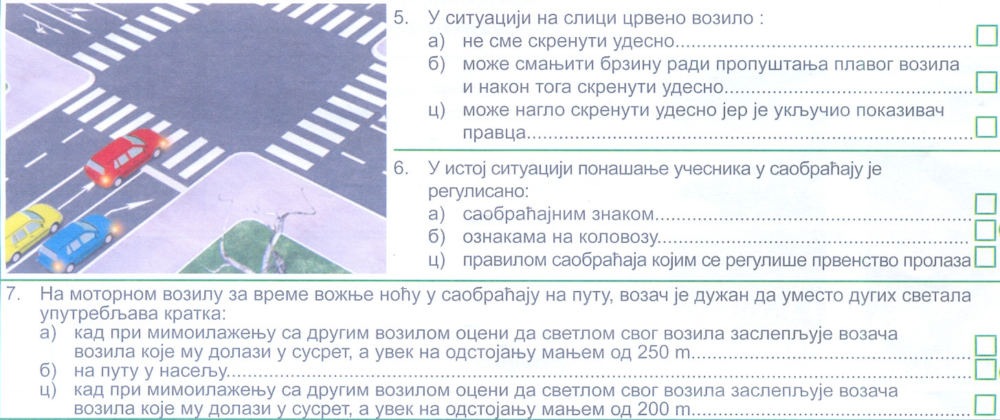 5. У ситуацији на слици црвено возило :
а) не сме скренути удесно.....................................................
б) може смањити брзину ради пропуштања плавог возила
и након тога скренути удесно............................................
ц) може нагло скренути удесно јер је укључио показивач
правца................................................................................
6. У истој ситуацији понашање учесника у саобраћају је
регулисано:
а) саобраћајним знаком.........................................................
б) ознакама на коловозу........................................................
ц) правилом саобраћаја којим се регулише првенство пролаза
7. На моторном возилу за време вожње ноћу у саобраћају на путу, возач је дужан да уместо дугих светала
употребљава кратка:
а) кад при мимоилажењу са другим возилом оцени да светлом свог возила заслепљује возача
возила које му долази у сусрет, а увек на одстојању мањем од 250 m..................................................
б) на путу у насељу...........................................................................................................................
ц) кад при мимоилажењу са другим возилом оцени да светлом свог возила заслепљује возача
возила које му долази у сусрет, а увек на одстојању мањем од 200 m..................................................